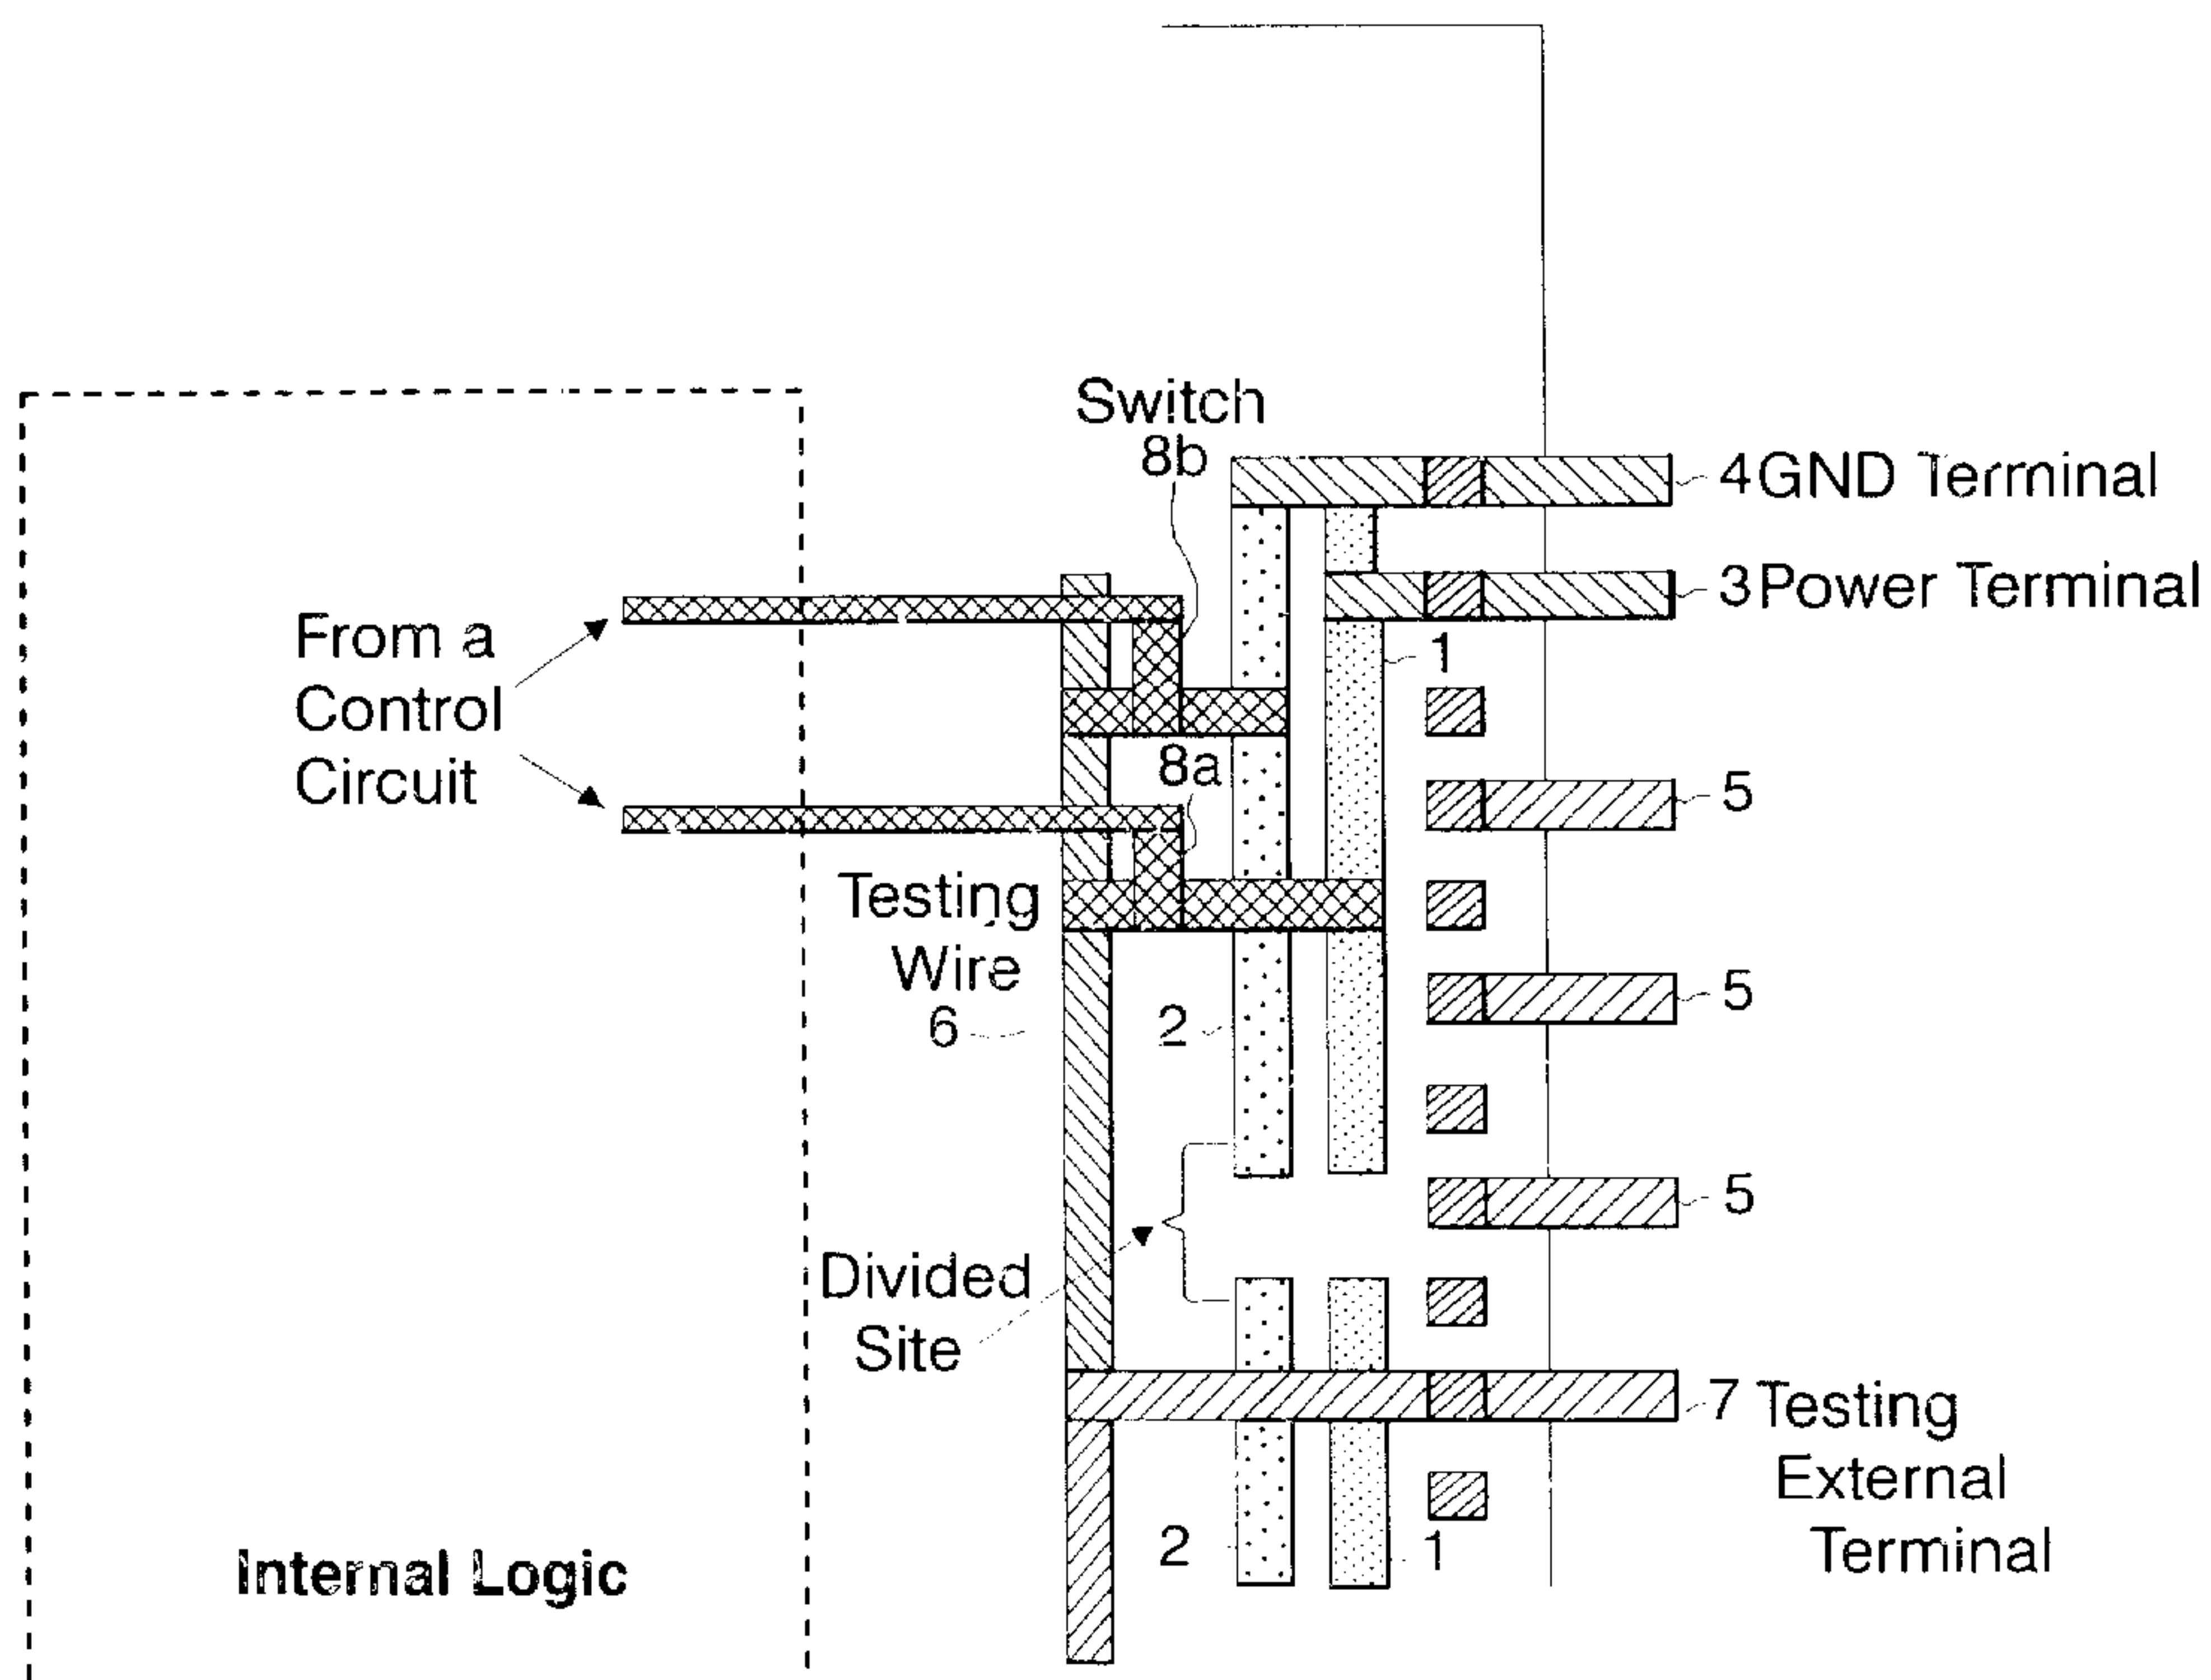 Switch
8b
4 GND Terminal
3 Power Terminal
1
From a
Control
Circuit
8a
5
Testing
Wire
6
2
5
5
Divided
Site
7 Testing
External
Terminal
2
1
Internal Logic